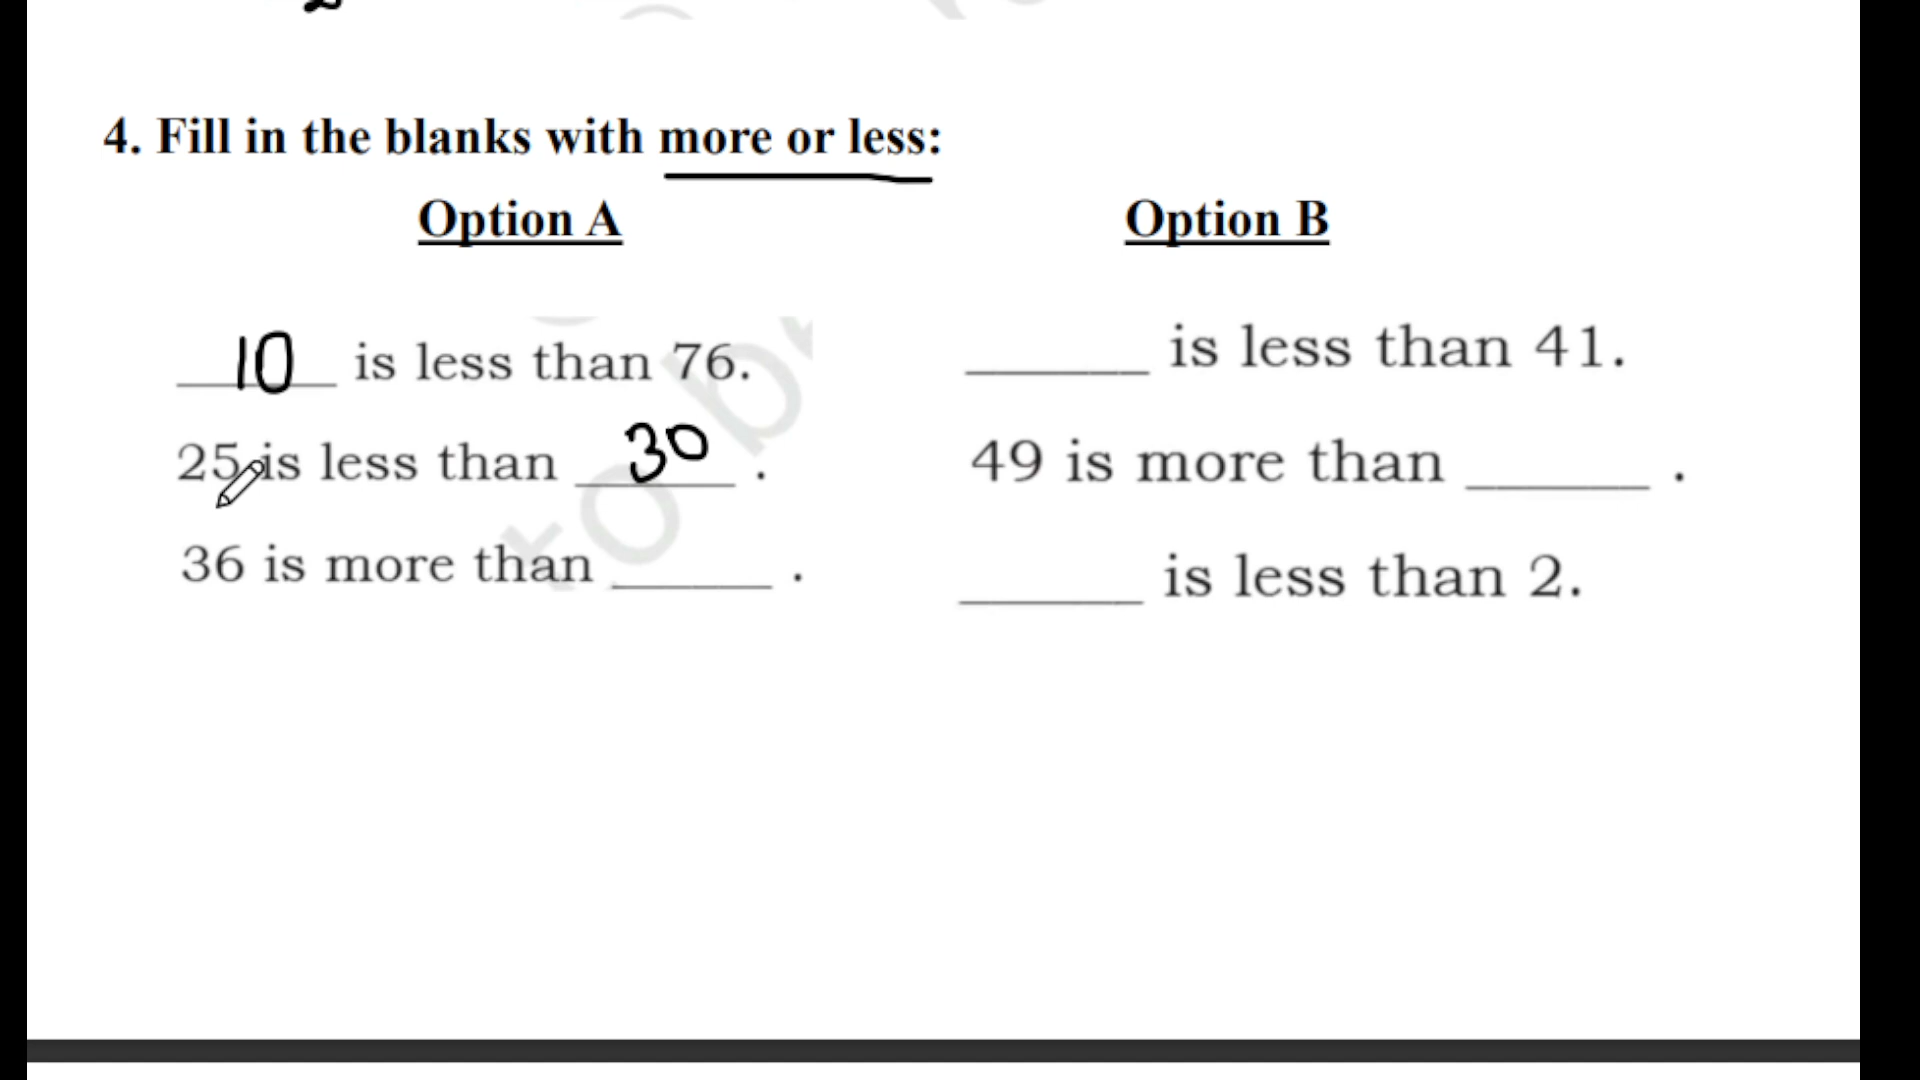 4. Fill in the blanks with more or less:
Option A
10 is less than 76.
25 is less than 30.
36 is more than ______ .
Option B
______ is less than 41.
49 is more than ______ .
______ is less than 2.